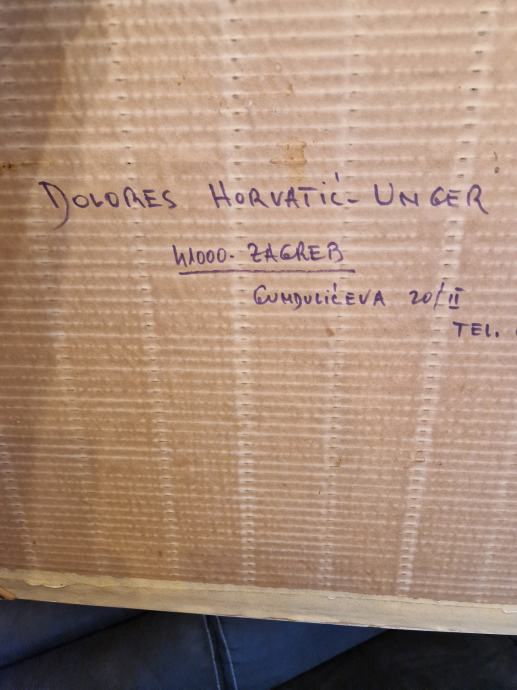 DOLORES HORVATIĆ-UNGER
41000-ZAGREB
GUNDULIĆEVA 20/II
TEL.